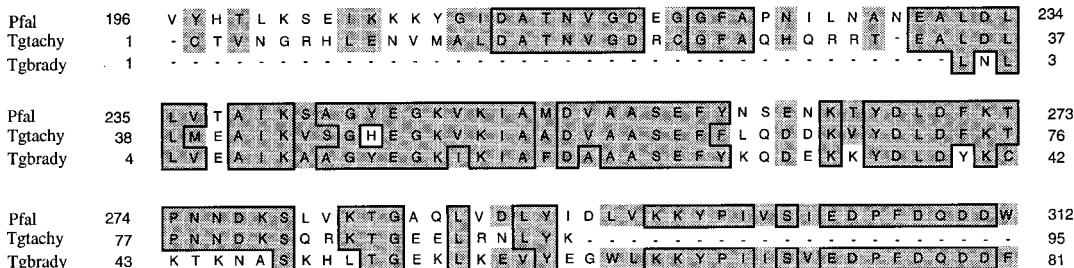 Pfal 196 V Y H T L K S E I K K K Y G I D A T N V G D E G G F A P N I L N A N E A L D L 234
Tgtachy 1 - C T V N G R H L E N V M A L D A T N V G D R C G F A Q H Q R R T - E A L D L 37
Tgbrady 1 - - - - - - - - - - - - - - - - - - - - - - - - - - - - - - - - - - - - L N L 3
Pfal 235 L V T A I K S A G Y E G K V K I A M D V A A S E F Y N S E N K T Y D L D F K T 273
Tgtachy 38 L M E A I K V S G H E G K V K I A A D V A A S E F F L Q D D K V Y D L D F K T 76
Tgbrady 4 L V E A I K A A G Y E G K I K I A F D A A A S E F Y K Q D E K K Y D L D Y K C 42
Pfal 274 P N N D K S L V K T G A Q L V D L Y I D L V K K Y P I V S I E D P F D Q D D W 312
Tgtachy 77 P N N D K S Q R K T G E E L R N L Y K - - - - - - - - - - - - - - - - - - - - 95
Tgbrady 43 K T K N A S K H L T G E K L K E V Y E G W L K K Y P I I S V E D P F D Q D D F 81